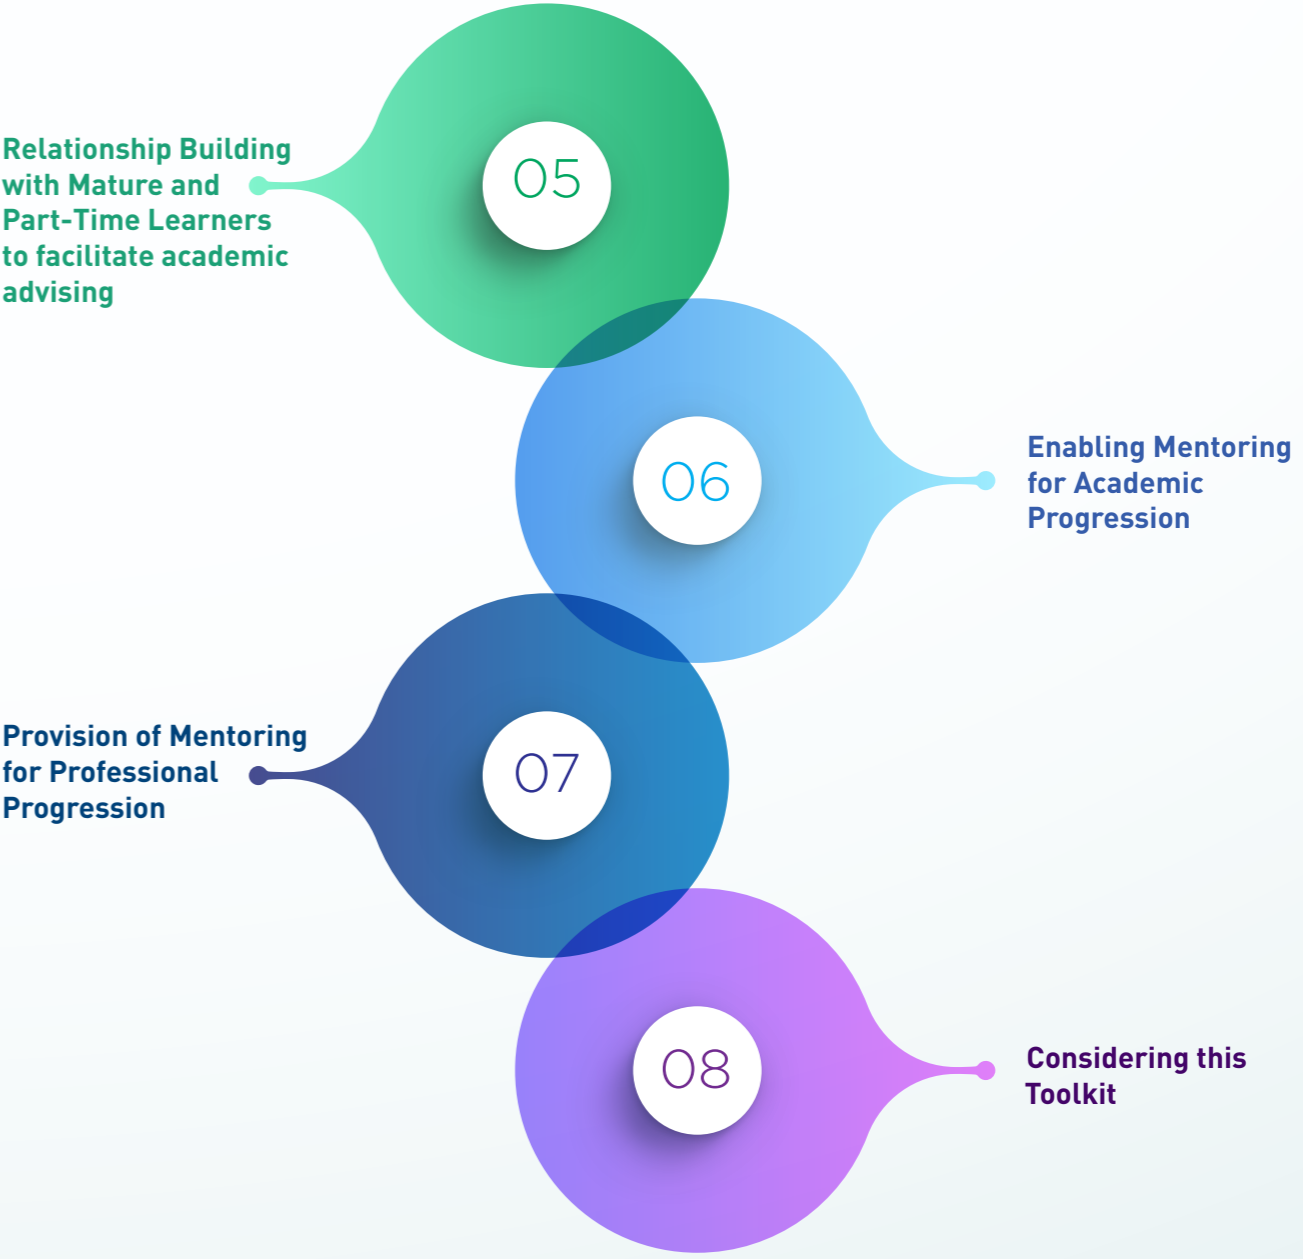 Relationship Building
with Mature and
Part-Time Learners
to facilitate academic
advising
05
06
Enabling Mentoring
for Academic
Progression
Provision of Mentoring
for Professional
Progression
07
08
Considering this
Toolkit